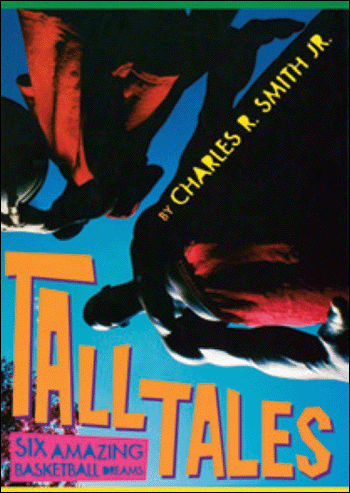 BY CHARLES R. SMITH JR.
TALL TALES
SIX AMAZING
BASKETBALL DREAMS